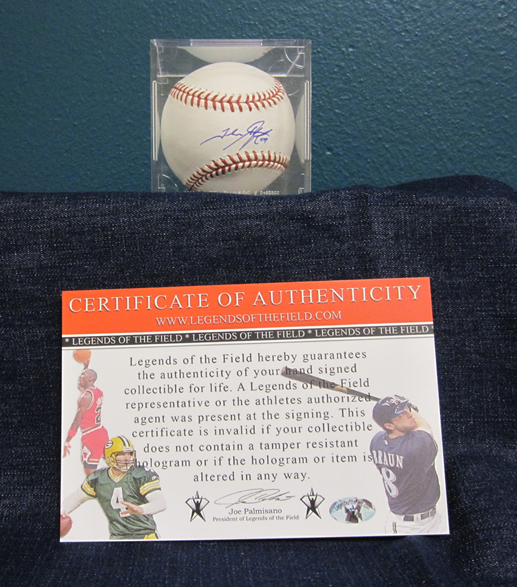 CERTIFICATE OF AUTHENTICITY
WWW.LEGENDSOFTHEFIELD.COM
* LEGENDS OF THE FIELD * LEGENDS OF THE FIELD * LEGENDS OF THE FIELD *
Legends of the Field hereby guarantees
the authenticity of your hand signed
collectible for life. A Legends of the Field
representative or the athletes authorized
agent was present at the signing. This
certificate is invalid if your collectible
does not contain a tamper resistant
hologram or if the hologram or item is
altered in any way.
Joe Palmisano
President of Legends of the Field
4
BRAUN
8